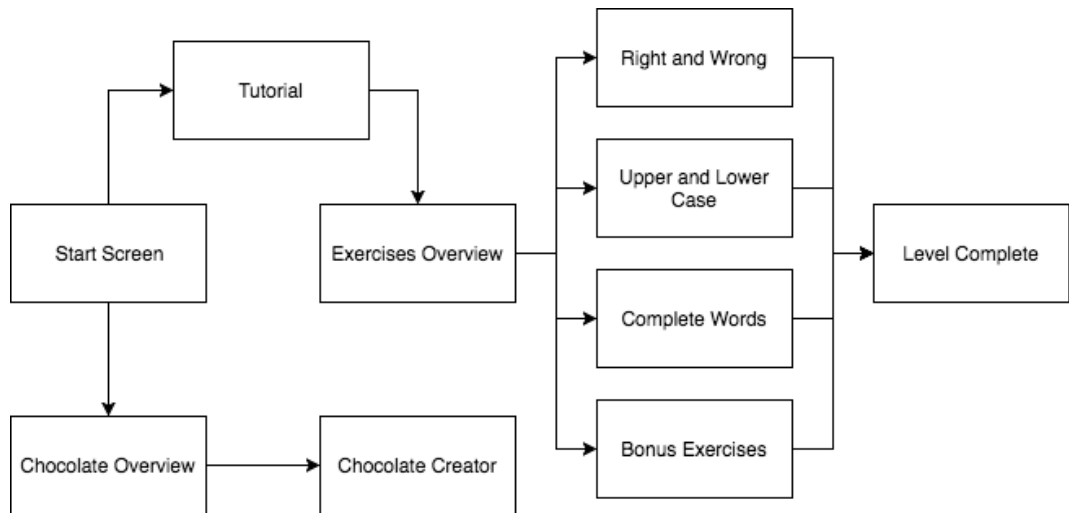 Right and Wrong
Tutorial
Upper and Lower
Case
Start Screen
Exercises Overview
Level Complete
Complete Words
Bonus Exercises
Chocolate Overview
Chocolate Creator